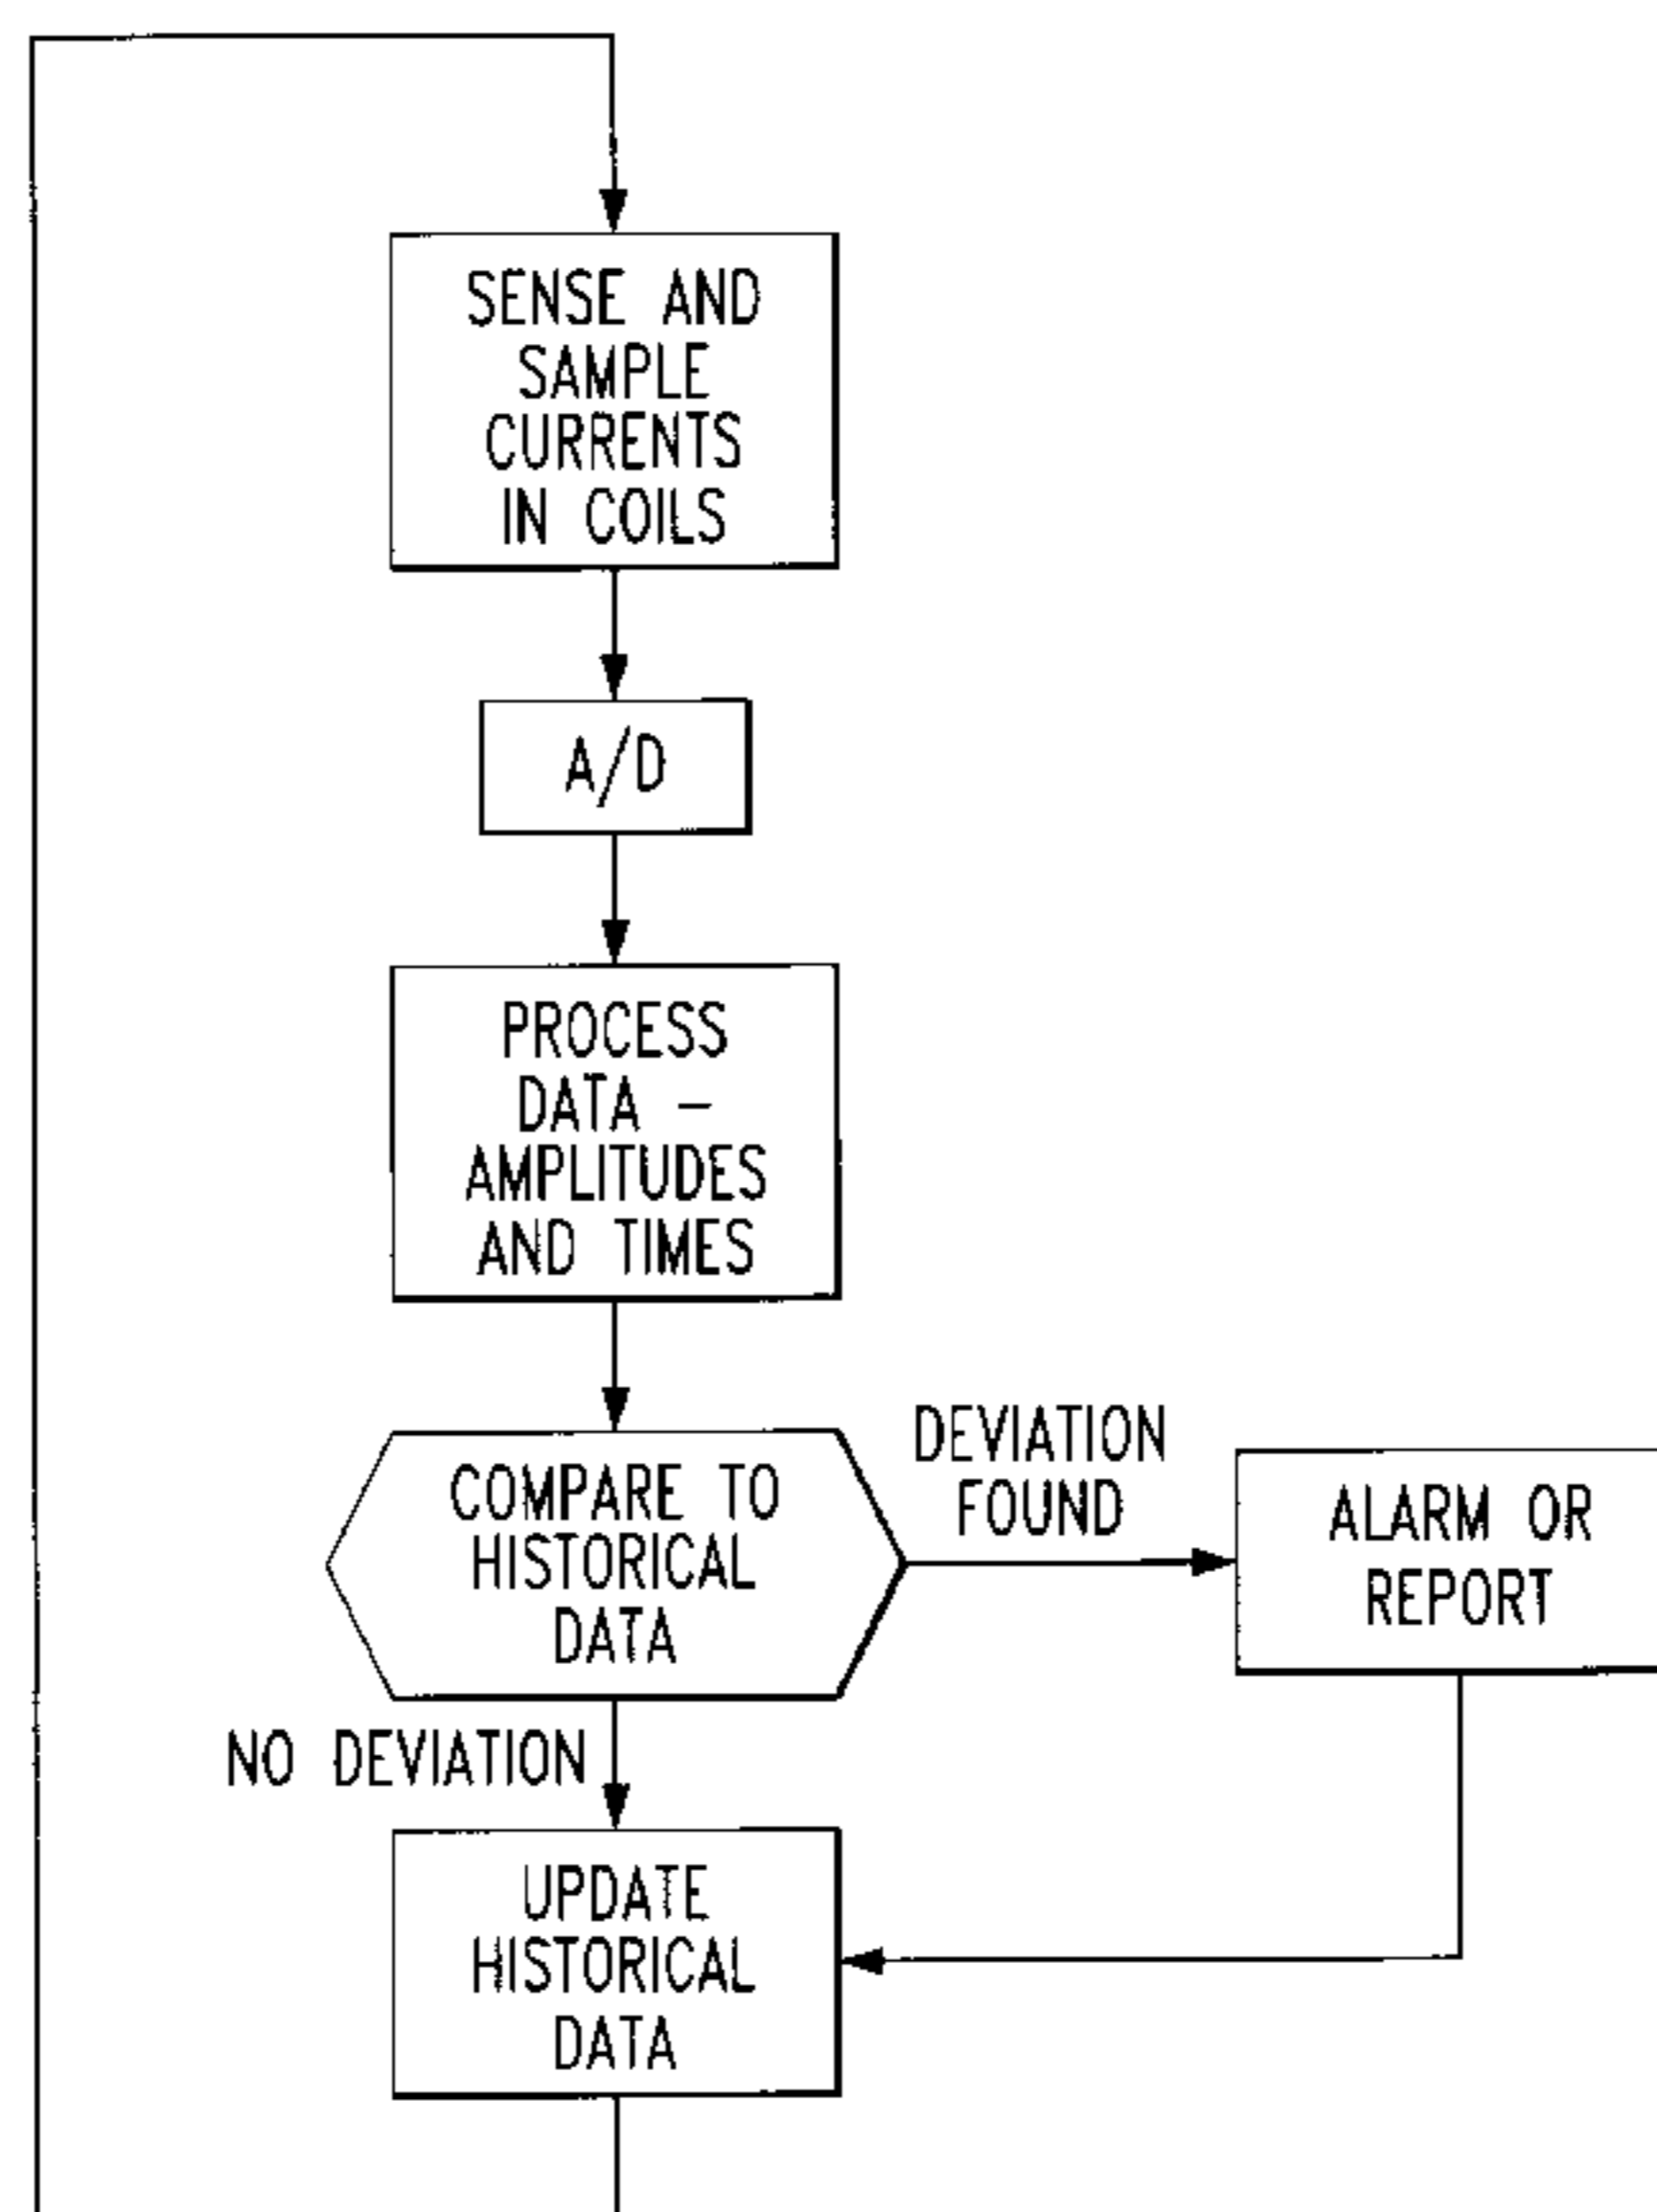 SENSE AND
SAMPLE
CURRENTS
IN COILS
A/D
PROCESS
DATA –
AMPLITUDES
AND TIMES
COMPARE TO
HISTORICAL
DATA
DEVIATION
FOUND
ALARM OR
REPORT
NO DEVIATION
UPDATE
HISTORICAL
DATA